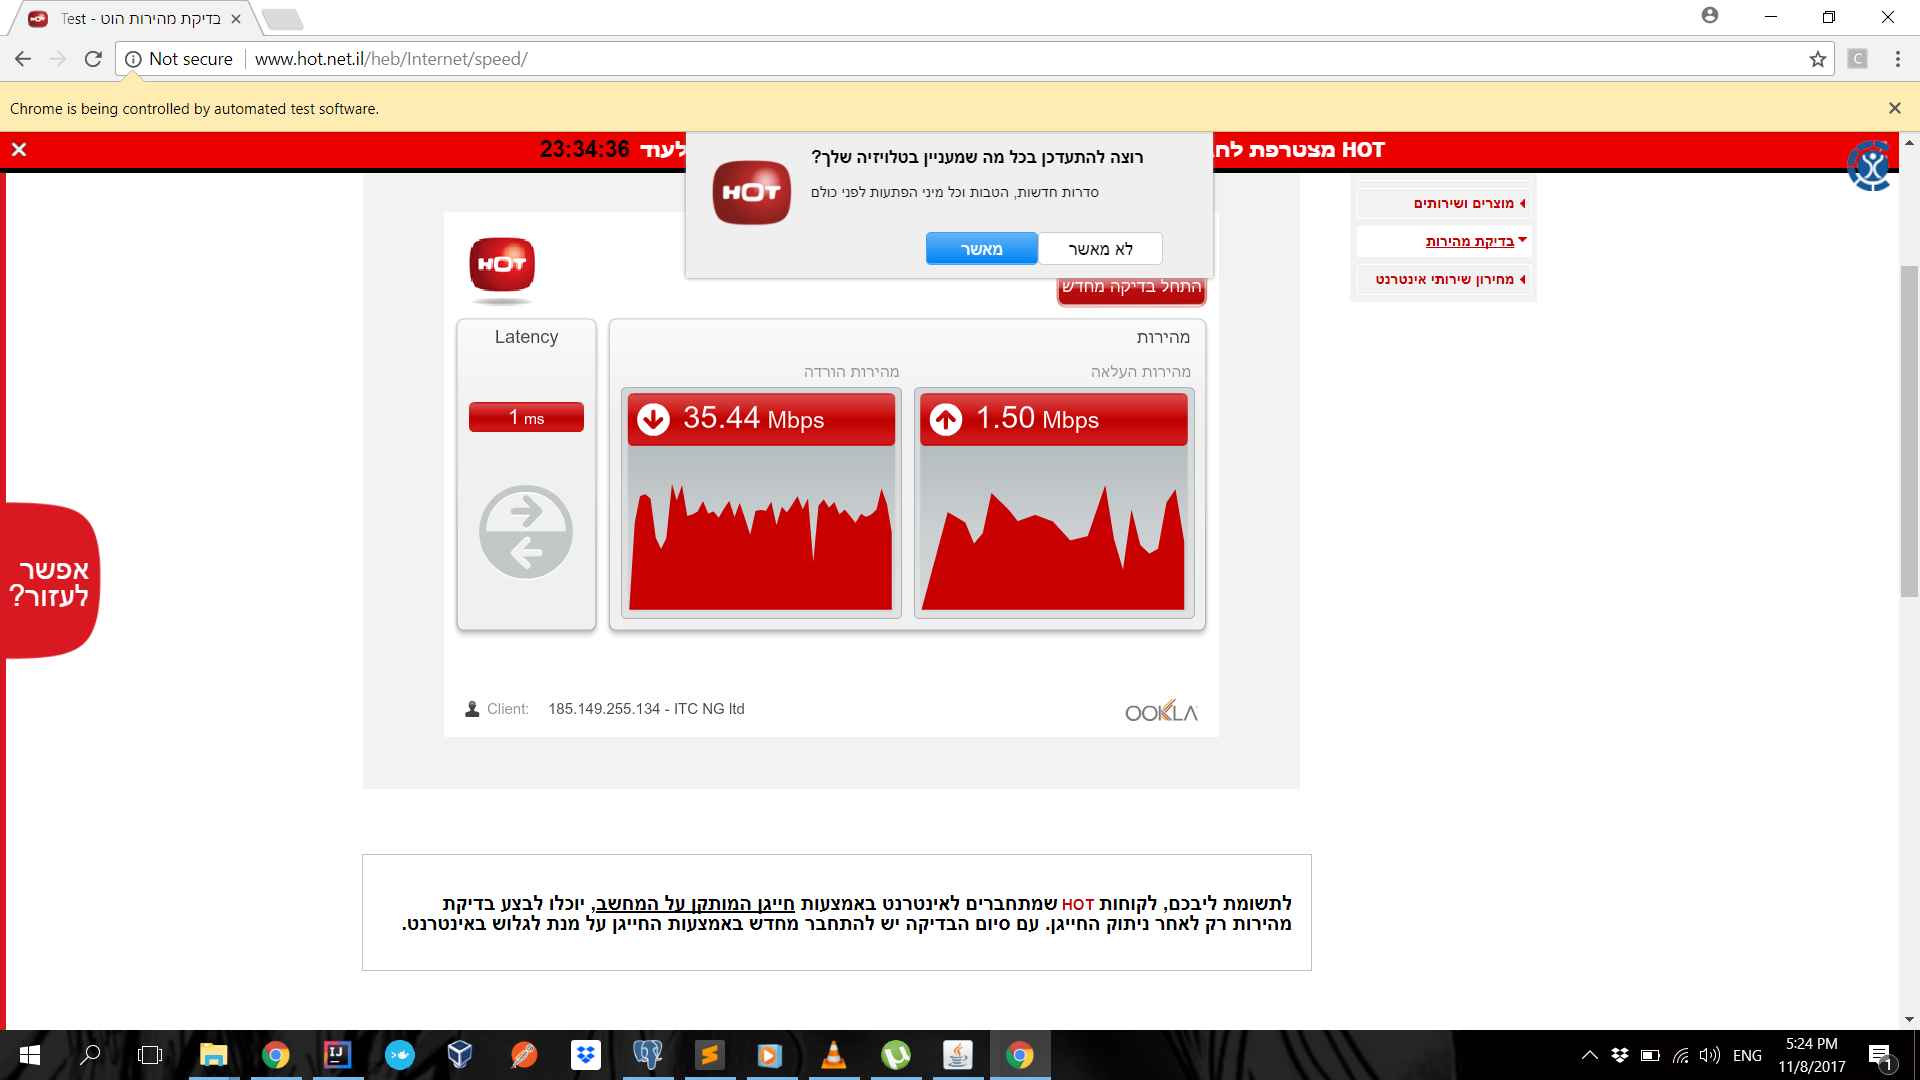 Test - בדיקת מהירות הוט
Not secure
www.hot.net.il/heb/Internet/speed/
C
Chrome is being controlled by automated test software.
HOT מצטרפת לח
לעוד
23:34:36
רוצה להתעדכן בכל מה שמעניין בטלויזיה שלך?
סדרות חדשות, הטבות וכל מיני הפתעות לפני כולם
HOT
לא מאשר
מאשר
מוצרים ושירותים
בדיקת מהירות
מחירון שירותי אינטרנט
HOT
התחל בדיקה מחדש
Latency
מהירות
מהירות העלאה
מהירות הורדה
1 ms
35.44 Mbps
1.50 Mbps
אפשר
לעזור?
Client: 185.149.255.134 - ITC NG ltd
OOKLA
לתשומת ליבכם, לקוחות HOT שמתחברים לאינטרנט באמצעות חייגן המותקן על המחשב, יוכלו לבצע בדיקת
מהירות רק לאחר ניתוק החייגן. עם סיום הבדיקה יש להתחבר מחדש באמצעות החייגן על מנת לגלוש באינטרנט.
IJ
ENG
5:24 PM
11/8/2017
1